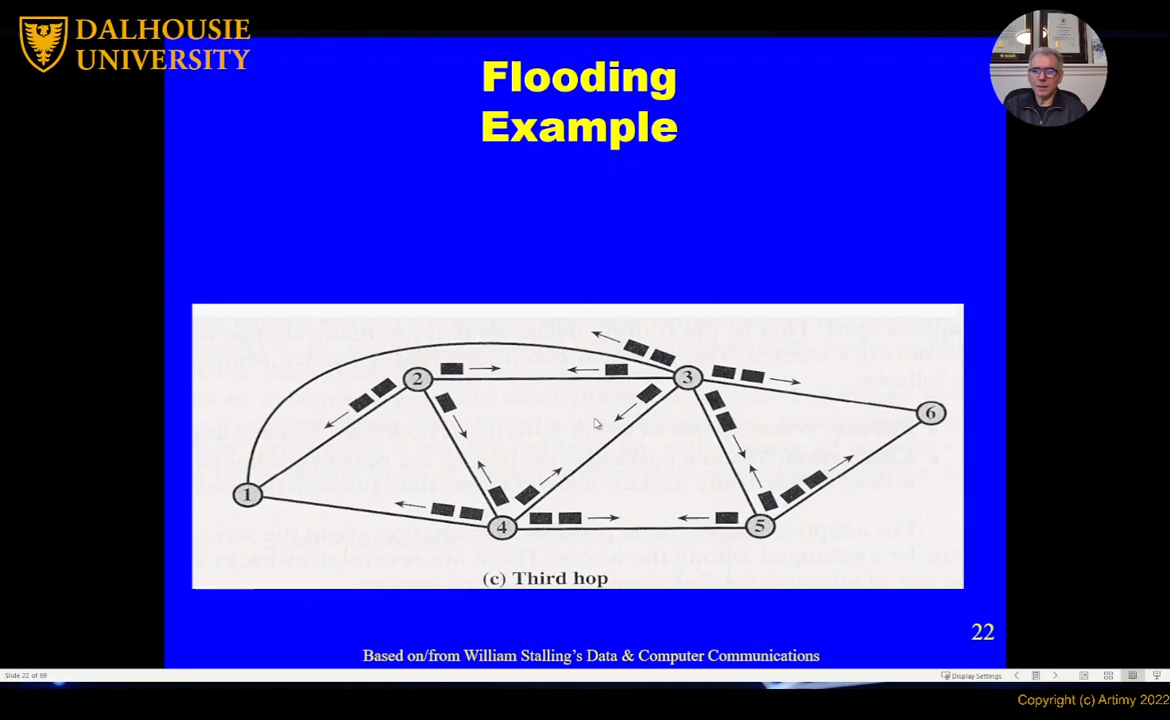 DALHOUSIE
UNIVERSITY
Flooding
Example
2
3
6
1
4
5
(c) Third hop
22
Based on/from William Stalling's Data & Computer Communications
Slide 22 of 69
Display Settings
Copyright (c) Artimy 2022